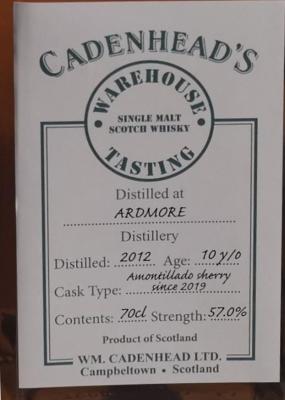 CADENHEAD'S
• WAREHOUSE •
SINGLE MALT
SCOTCH WHISKY
TASTING
Distilled at
ARDMORE
Distillery
Distilled: 2012 Age: 10 y/o
Amontillado sherry
Cask Type: since 2019
Contents: 70cl Strength: 57.0%
Product of Scotland
WM. CADENHEAD LTD.
Campbeltown • Scotland